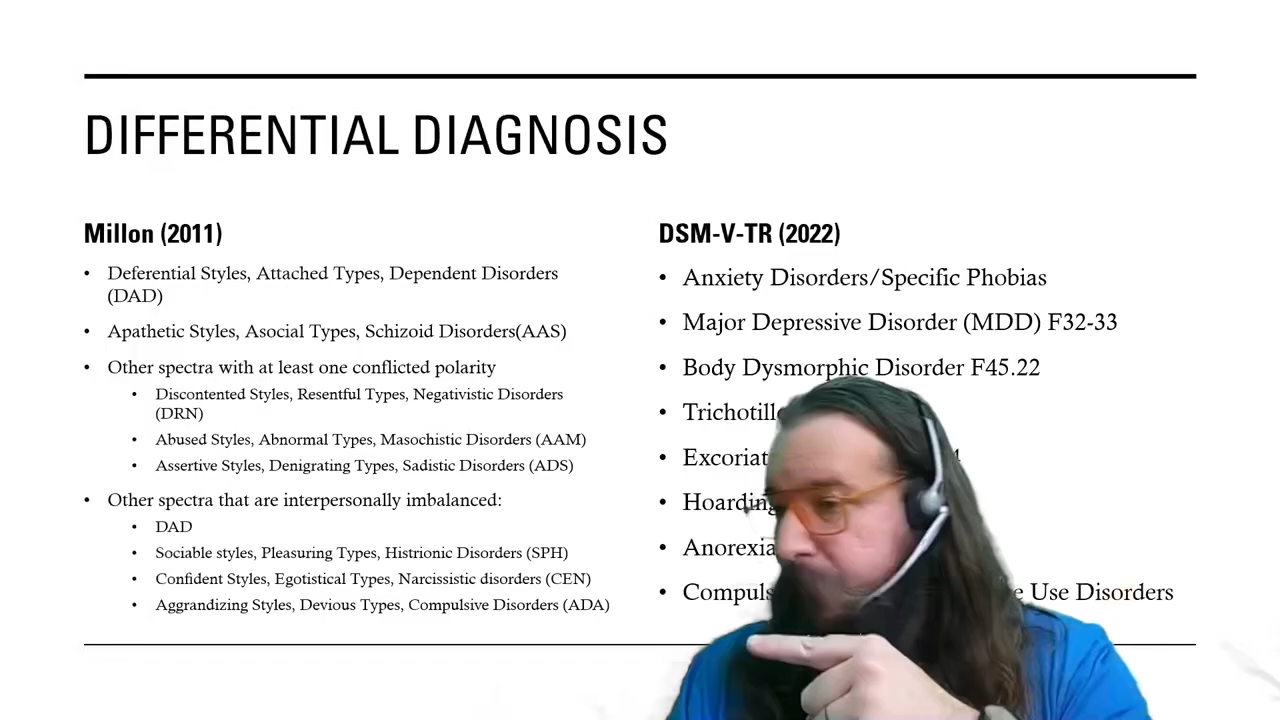 DIFFERENTIAL DIAGNOSIS
Millon (2011)
• Deferential Styles, Attached Types, Dependent Disorders
(DAD)
• Apathetic Styles, Asocial Types, Schizoid Disorders(AAS)
• Other spectra with at least one conflicted polarity
• Discontented Styles, Resentful Types, Negativistic Disorders
(DRN)
• Abused Styles, Abnormal Types, Masochistic Disorders (AAM)
• Assertive Styles, Denigrating Types, Sadistic Disorders (ADS)
• Other spectra that are interpersonally imbalanced:
• DAD
• Sociable styles, Pleasuring Types, Histrionic Disorders (SPH)
• Confident Styles, Egotistical Types, Narcissistic disorders (CEN)
• Aggrandizing Styles, Devious Types, Compulsive Disorders (ADA)
DSM-V-TR (2022)
• Anxiety Disorders/Specific Phobias
• Major Depressive Disorder (MDD) F32-33
• Body Dysmorphic Disorder F45.22
• Trichotill
• Excoriat
• Hoarding
• Anorexia
• Compuls Use Disorders